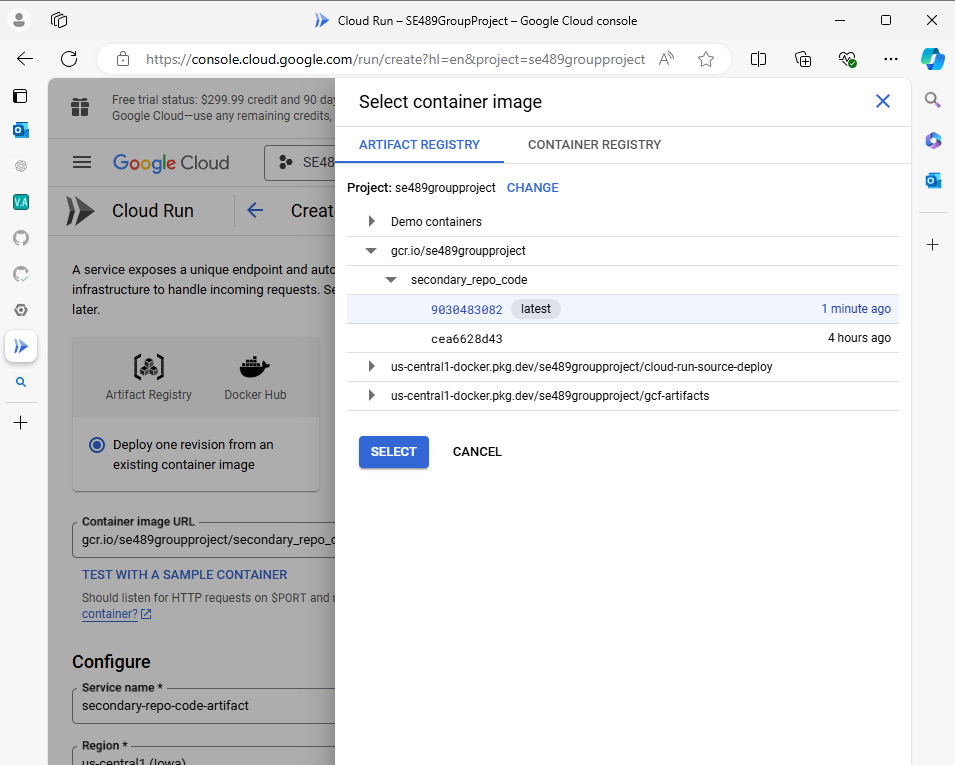 Cloud Run – SE489GroupProject – Google Cloud console
https://console.cloud.google.com/run/create?hl=en&project=se489groupproject
Free trial status: $299.99 credit and 90 day
Google Cloud—use any remaining credits,
Google Cloud
SE48
Cloud Run
Create
A service exposes a unique endpoint and auto
infrastructure to handle incoming requests. Se
later.
Artifact Registry
Docker Hub
Deploy one revision from an
existing container image
Container image URL
gcr.io/se489groupproject/secondary_repo_c
TEST WITH A SAMPLE CONTAINER
Should listen for HTTP requests on $PORT and
container?
Configure
Service name *
secondary-repo-code-artifact
Region *
us-central1 (Iowa)
Select container image
ARTIFACT REGISTRY
CONTAINER REGISTRY
Project: se489groupproject CHANGE
Demo containers
gcr.io/se489groupproject
secondary_repo_code
9030483082 latest 1 minute ago
cea6628d43 4 hours ago
us-central1-docker.pkg.dev/se489groupproject/cloud-run-source-deploy
us-central1-docker.pkg.dev/se489groupproject/gcf-artifacts
SELECT
CANCEL
V.A